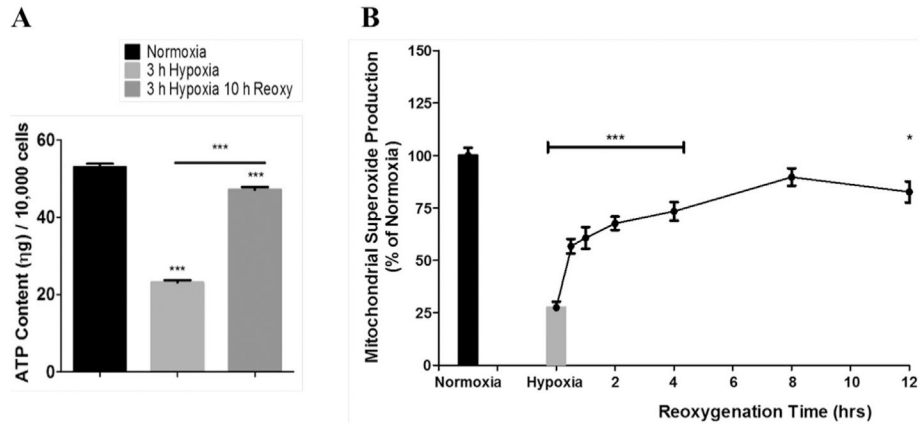 A
Normoxia
3 h Hypoxia
3 h Hypoxia 10 h Reoxy
ATP Content (ηg) / 10,000 cells
60
40
20
0
***
***
***
B
Mitochondrial Superoxide Production
(% of Normoxia)
150
125
100
75
50
25
0
***
*
Normoxia
Hypoxia
2
4
6
8
10
12
Reoxygenation Time (hrs)